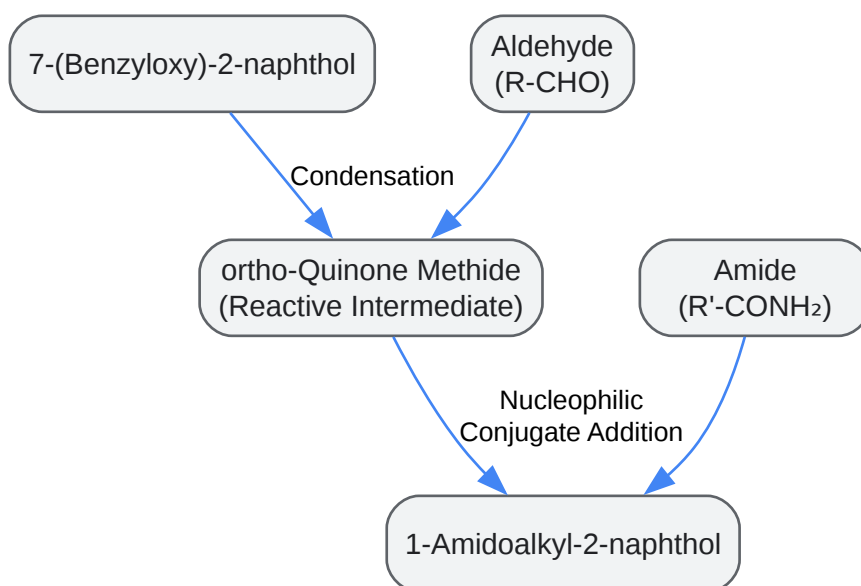 7-(Benzyloxy)-2-naphthol
Aldehyde
(R-CHO)
Condensation
ortho-Quinone Methide
(Reactive Intermediate)
Amide
(R'-CONH₂)
Nucleophilic
Conjugate Addition
1-Amidoalkyl-2-naphthol